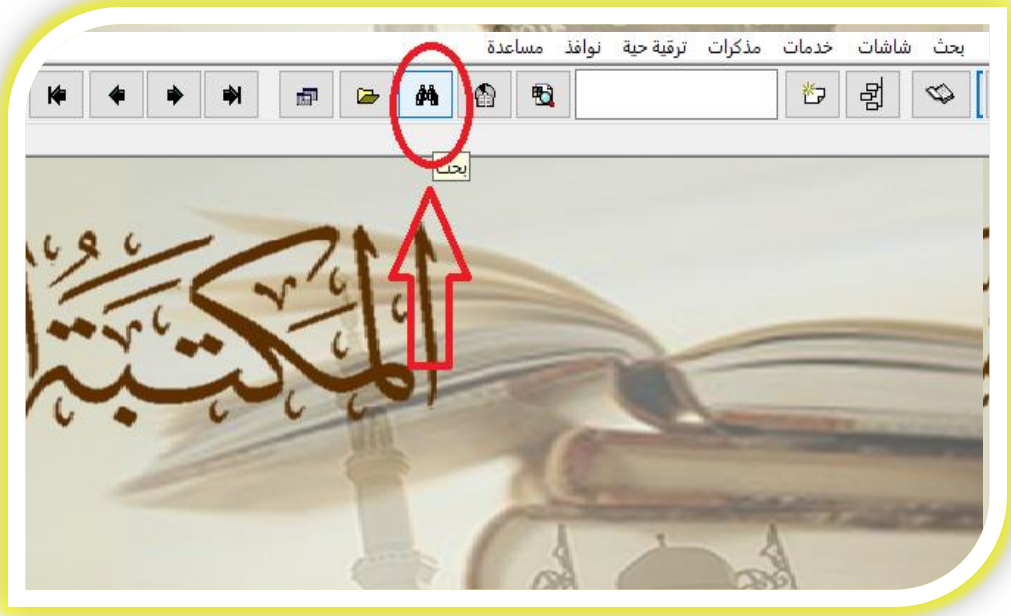 بحث شاشات خدمات مذكرات ترقية حية نوافذ مساعدة
بحث
المكتبة